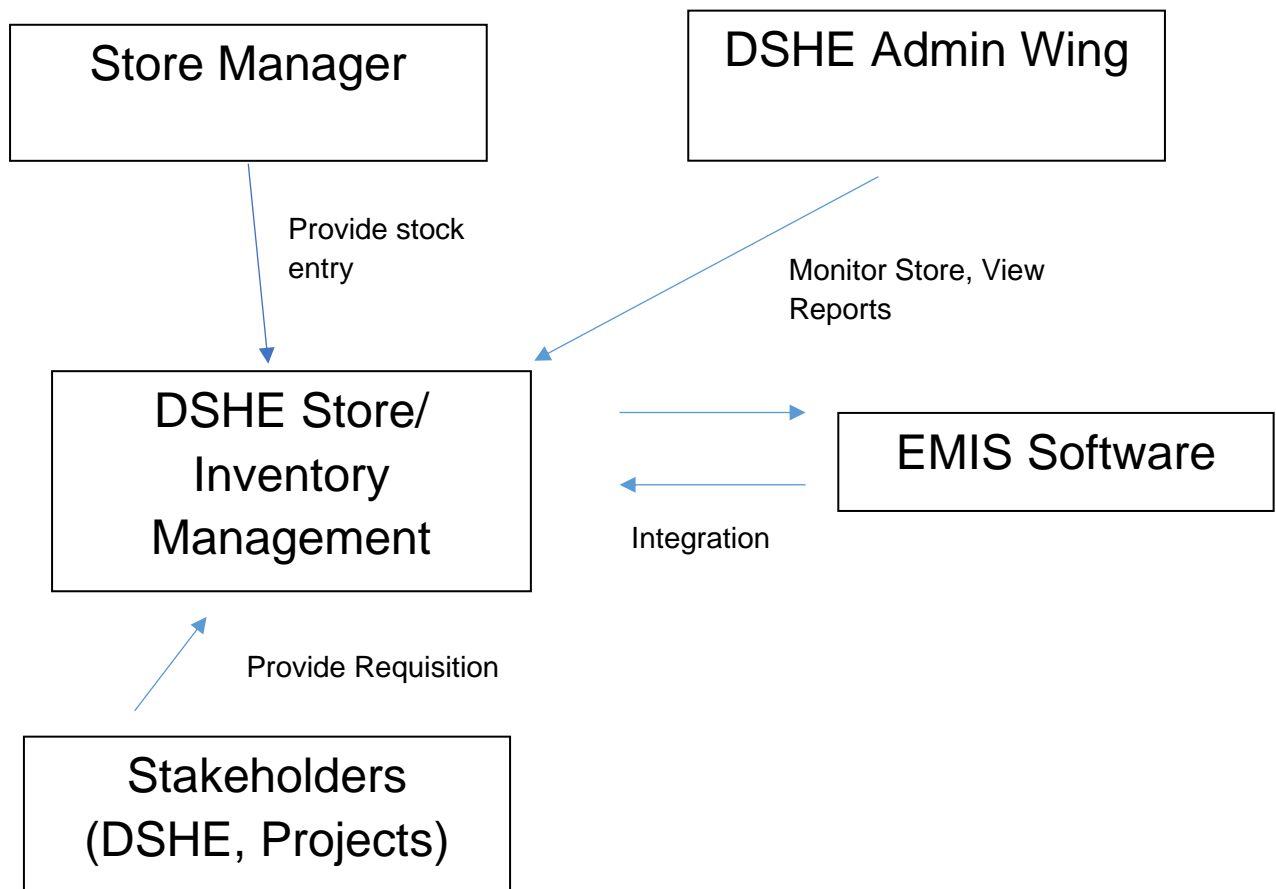 Store Manager
DSHE Admin Wing
Provide stock
entry
Monitor Store, View
Reports
DSHE Store/
Inventory
Management
EMIS Software
Integration
Provide Requisition
Stakeholders
(DSHE, Projects)